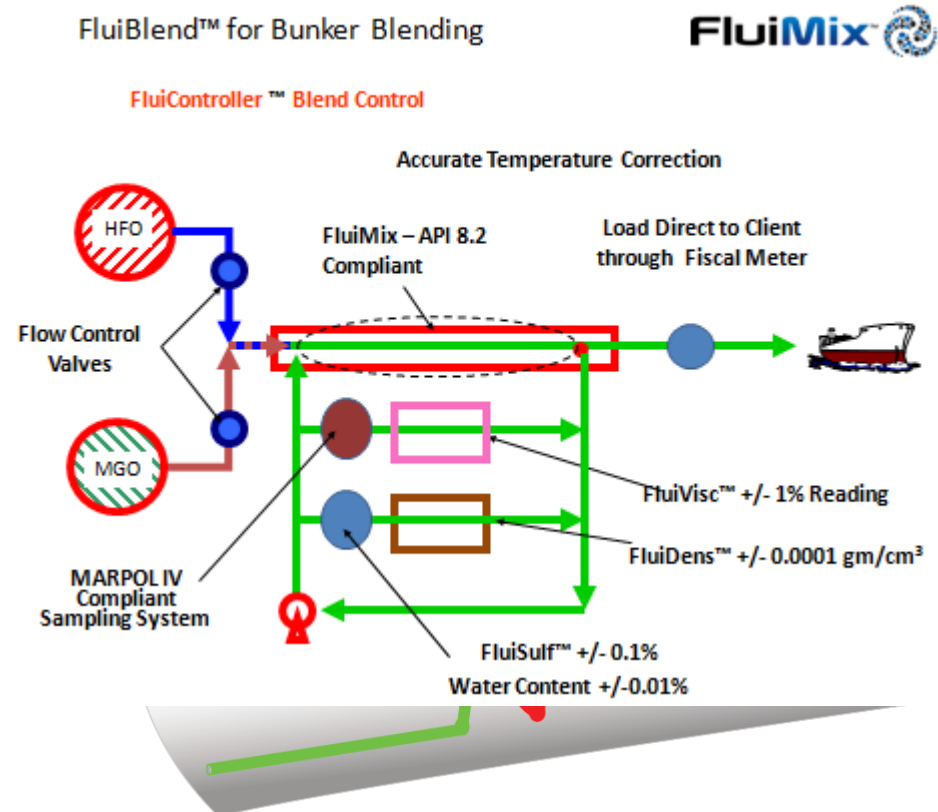 FluiBlend™ for Bunker Blending
FluiMix™
FluiController ™ Blend Control
Accurate Temperature Correction
HFO
FluiMix – API 8.2
Compliant
Load Direct to Client
through Fiscal Meter
Flow Control
Valves
MGO
FluiVisc™ +/- 1% Reading
FluiDens™ +/- 0.0001 gm/cm³
MARPOL IV
Compliant
Sampling System
FluiSulf™ +/- 0.1%
Water Content +/-0.01%